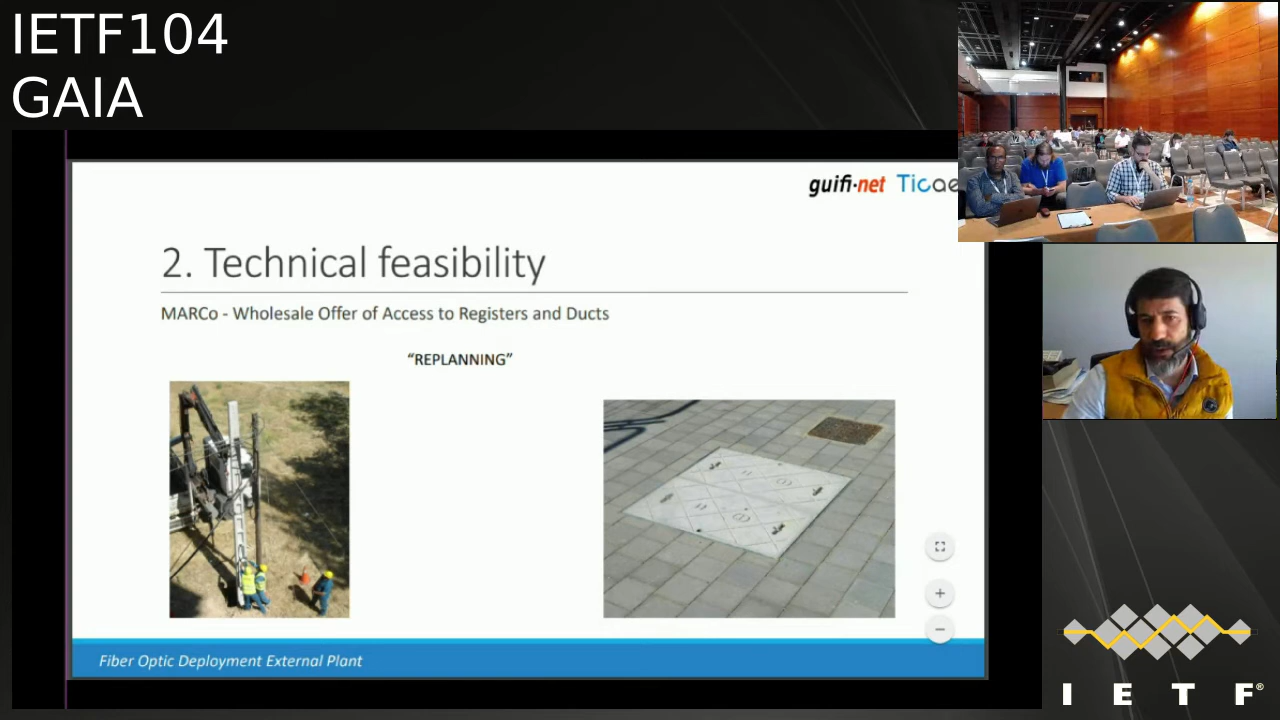 IETF104
GAIA
guifi·net Ticae
2. Technical feasibility
MARCo - Wholesale Offer of Access to Registers and Ducts
“REPLANNING”
Fiber Optic Deployment External Plant
I E T F®